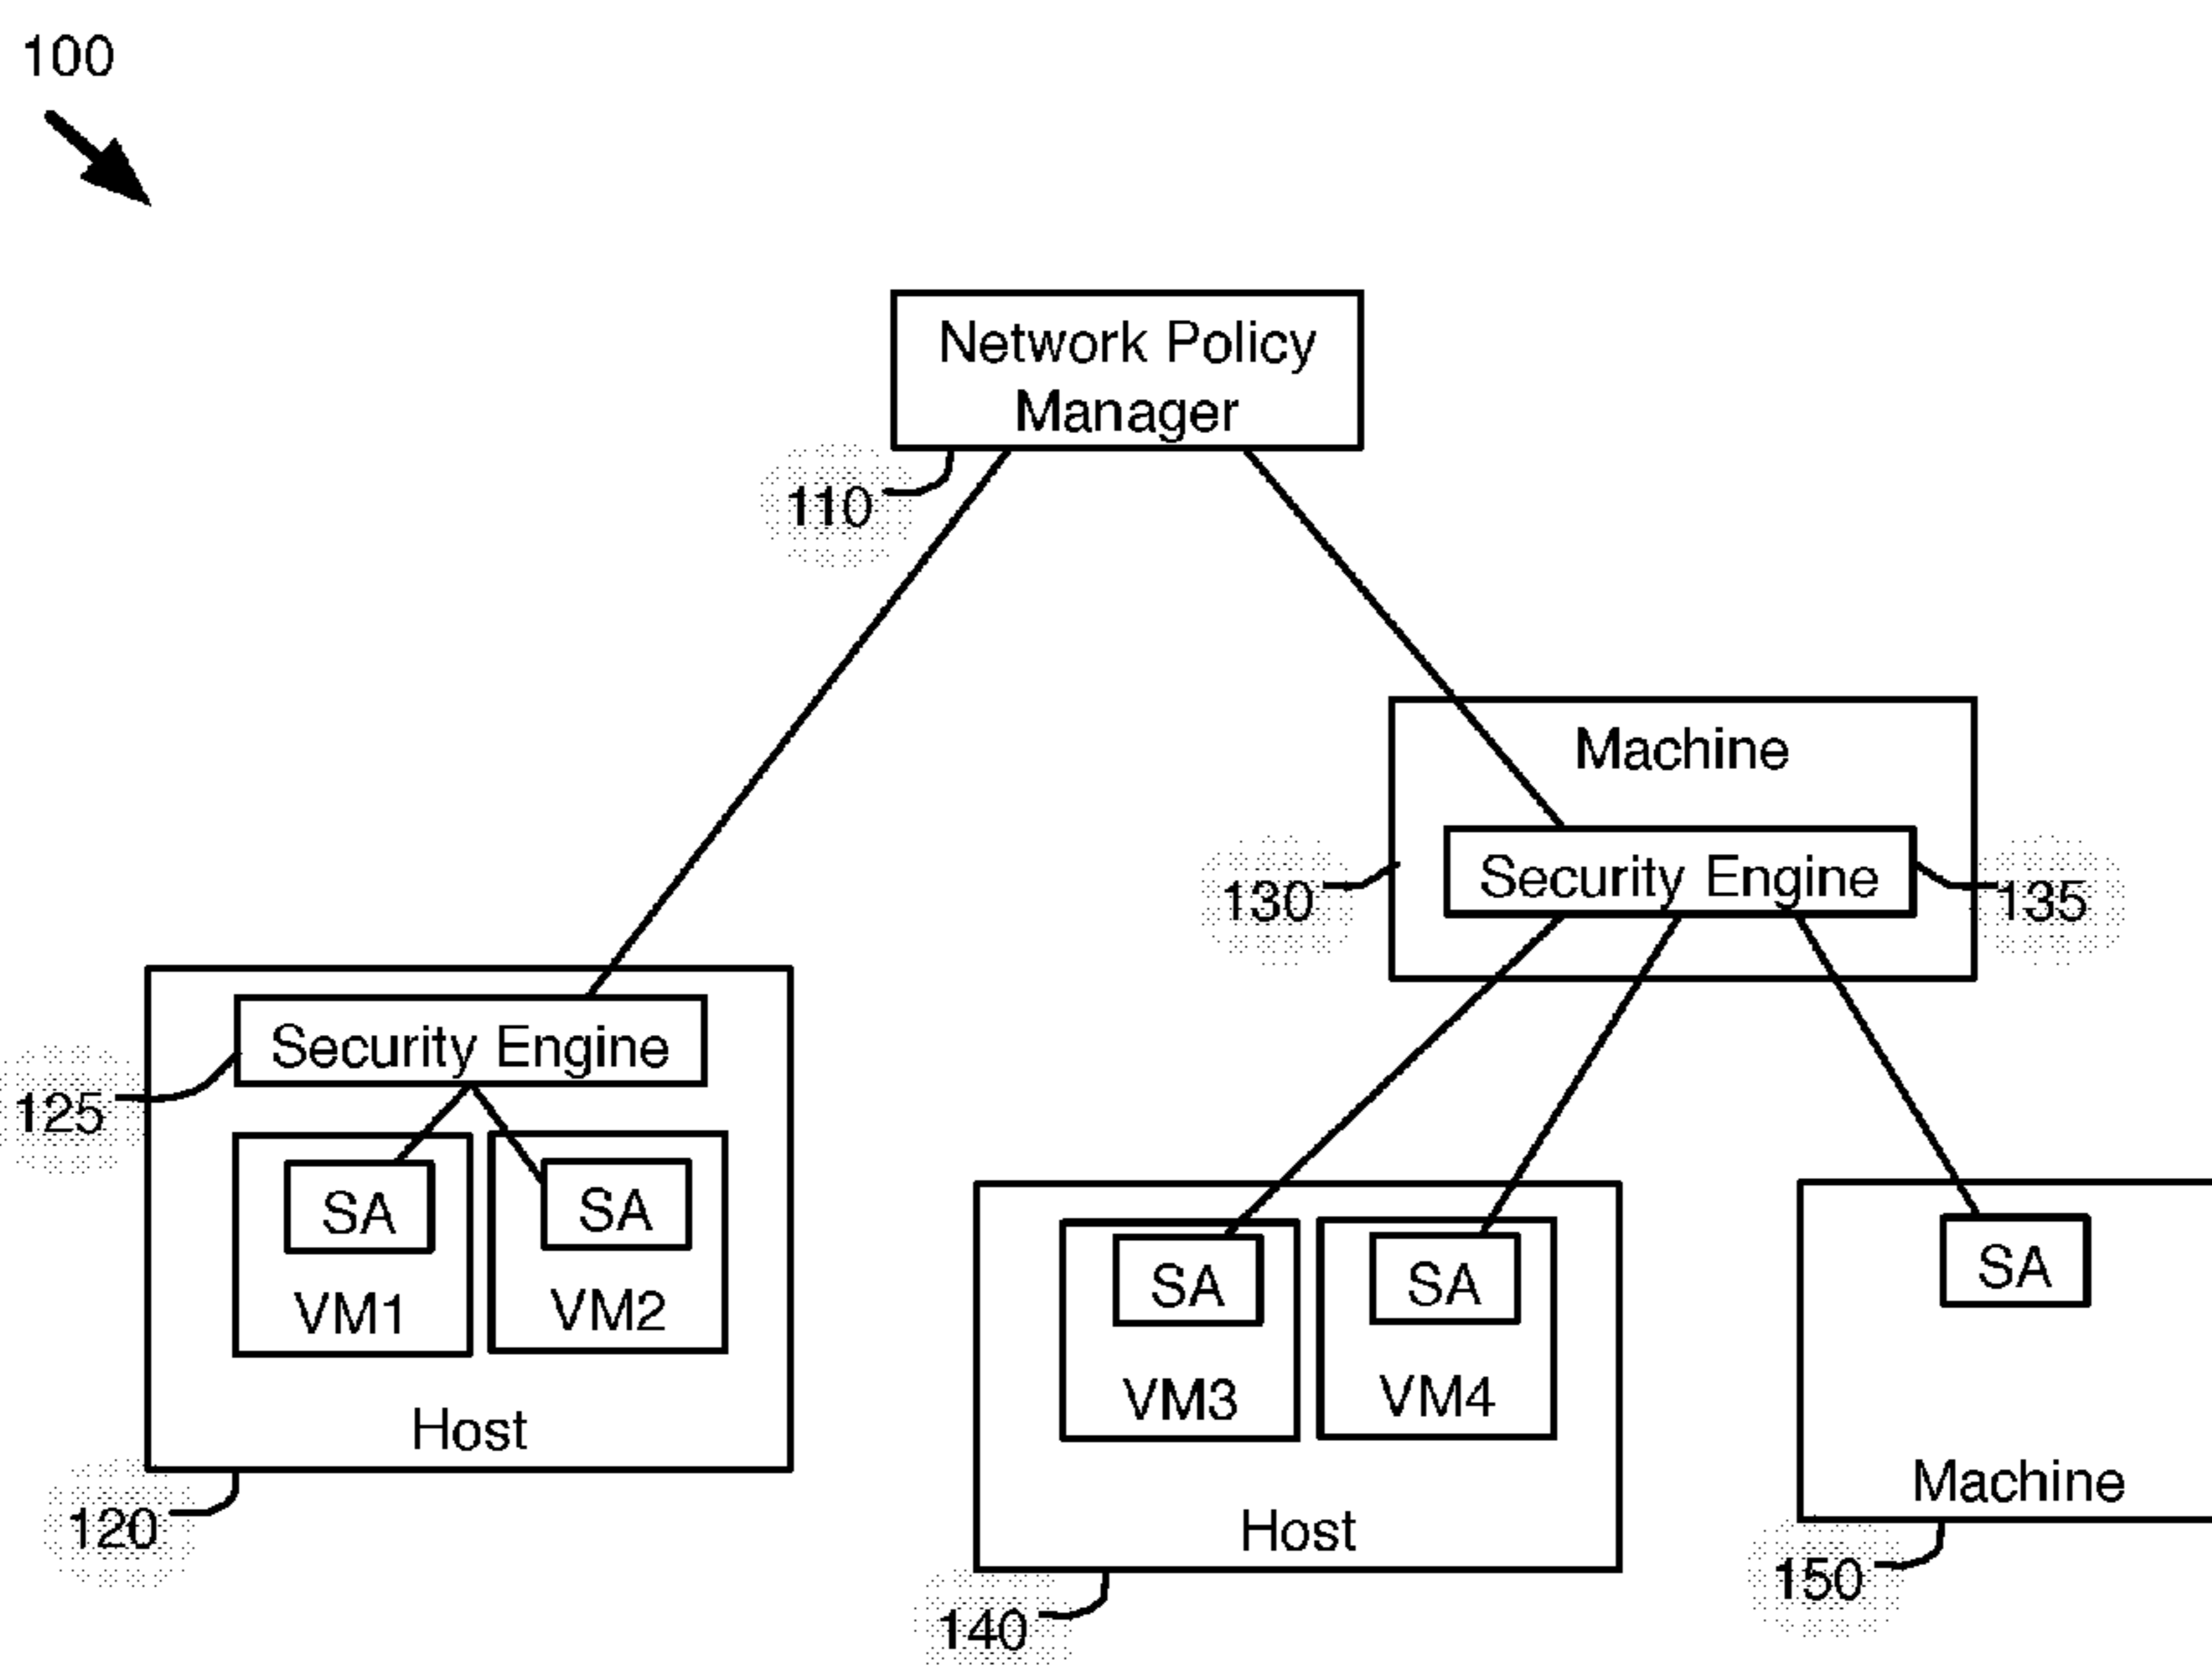 100
Network Policy
Manager
110
Machine
Security Engine
130
135
Security Engine
125
SA
SA
VM1
VM2
Host
120
SA
SA
VM3
VM4
Host
140
SA
Machine
150